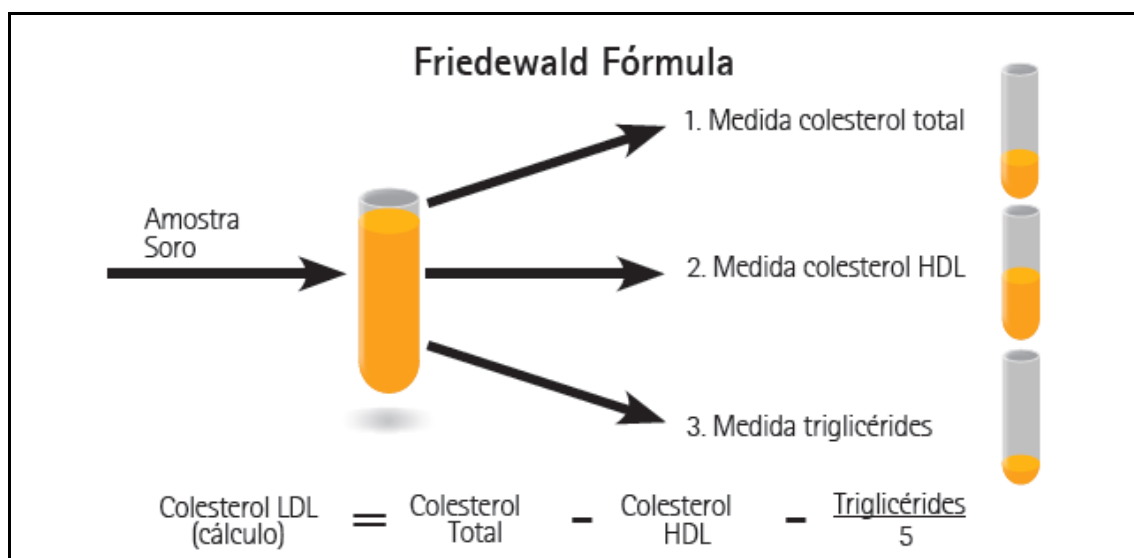 Friedewald Fórmula
1. Medida colesterol total
Amostra
Soro
2. Medida colesterol HDL
3. Medida triglicérides
Colesterol LDL
(cálculo)
=
Colesterol
Total
-
Colesterol
HDL
-
Triglicérides
5